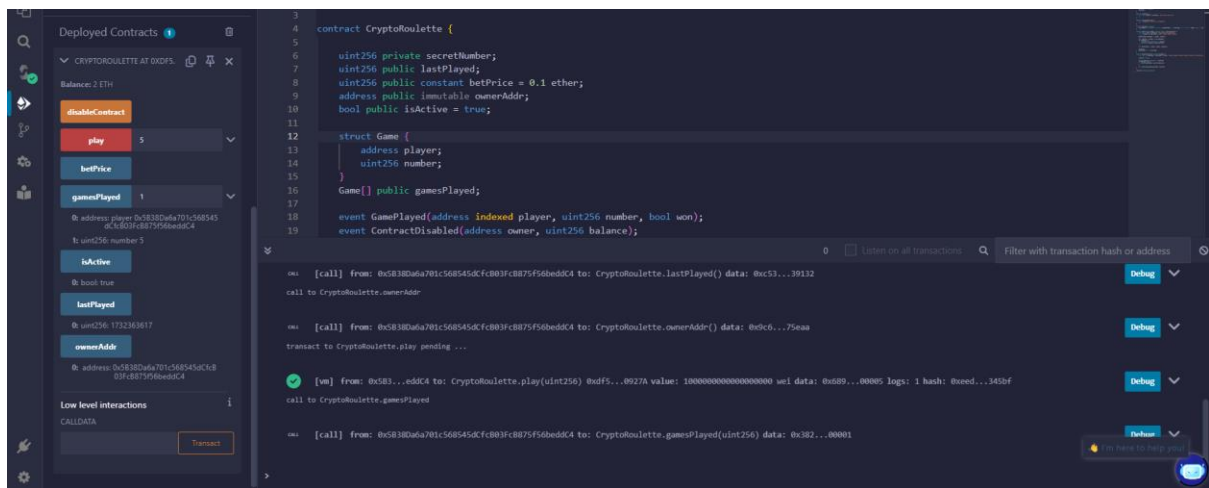 Deployed Contracts 1
CRYPTOROULETTE AT 0XDF5.
Balance: 2 ETH
disableContract
play 5
betPrice
gamesPlayed 1
0: address: player 0x5B38Da6a701c568545
dCfcB03FcB875f56beddC4
1: uint256: number 5
isActive
0: bool: true
lastPlayed
0: uint256: 1732363617
ownerAddr
0: address: 0x5B38Da6a701c568545dCfcB
03FcB875f56beddC4
Low level interactions i
CALLDATA
Transact
3
4 contract CryptoRoulette {
5
6 uint256 private secretNumber;
7 uint256 public lastPlayed;
8 uint256 public constant betPrice = 0.1 ether;
9 address public immutable ownerAddr;
10 bool public isActive = true;
11
12 struct Game {
13 address player;
14 uint256 number;
15 }
16 Game[] public gamesPlayed;
17
18 event GamePlayed(address indexed player, uint256 number, bool won);
19 event ContractDisabled(address owner, uint256 balance);
0 Listen on all transactions Filter with transaction hash or address
CALL [call] from: 0x5B38Da6a701c568545dCfcB03FcB875f56beddC4 to: CryptoRoulette.lastPlayed() data: 0xc53...39132 Debug
call to CryptoRoulette.ownerAddr
CALL [call] from: 0x5B38Da6a701c568545dCfcB03FcB875f56beddC4 to: CryptoRoulette.ownerAddr() data: 0x9c6...75eaa Debug
transact to CryptoRoulette.play pending ...
[vm] from: 0x5B3...eddC4 to: CryptoRoulette.play(uint256) 0xdf5...0927A value: 1000000000000000000 wei data: 0x689...00005 logs: 1 hash: 0xeed...345bf Debug
call to CryptoRoulette.gamesPlayed
CALL [call] from: 0x5B38Da6a701c568545dCfcB03FcB875f56beddC4 to: CryptoRoulette.gamesPlayed(uint256) data: 0x382...00001 Debug
I'm here to help you!
>